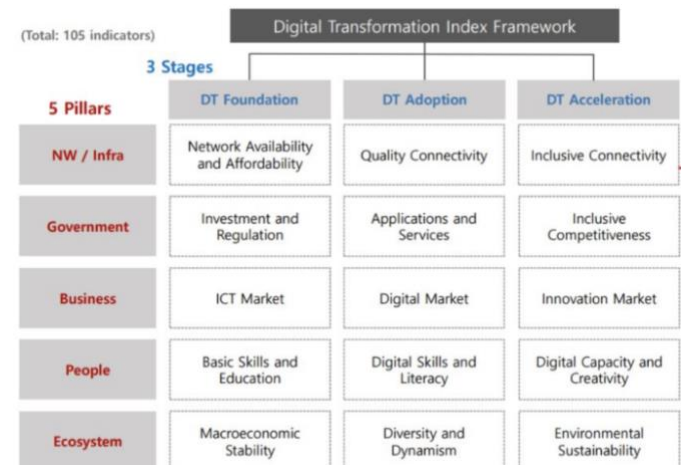 Digital Transformation Index Framework
(Total: 105 indicators)
3 Stages
5 Pillars
DT Foundation
DT Adoption
DT Acceleration
NW / Infra
Network Availability
and Affordability
Quality Connectivity
Inclusive Connectivity
Government
Investment and
Regulation
Applications and
Services
Inclusive
Competitiveness
Business
ICT Market
Digital Market
Innovation Market
People
Basic Skills and
Education
Digital Skills and
Literacy
Digital Capacity and
Creativity
Ecosystem
Macroeconomic
Stability
Diversity and
Dynamism
Environmental
Sustainability